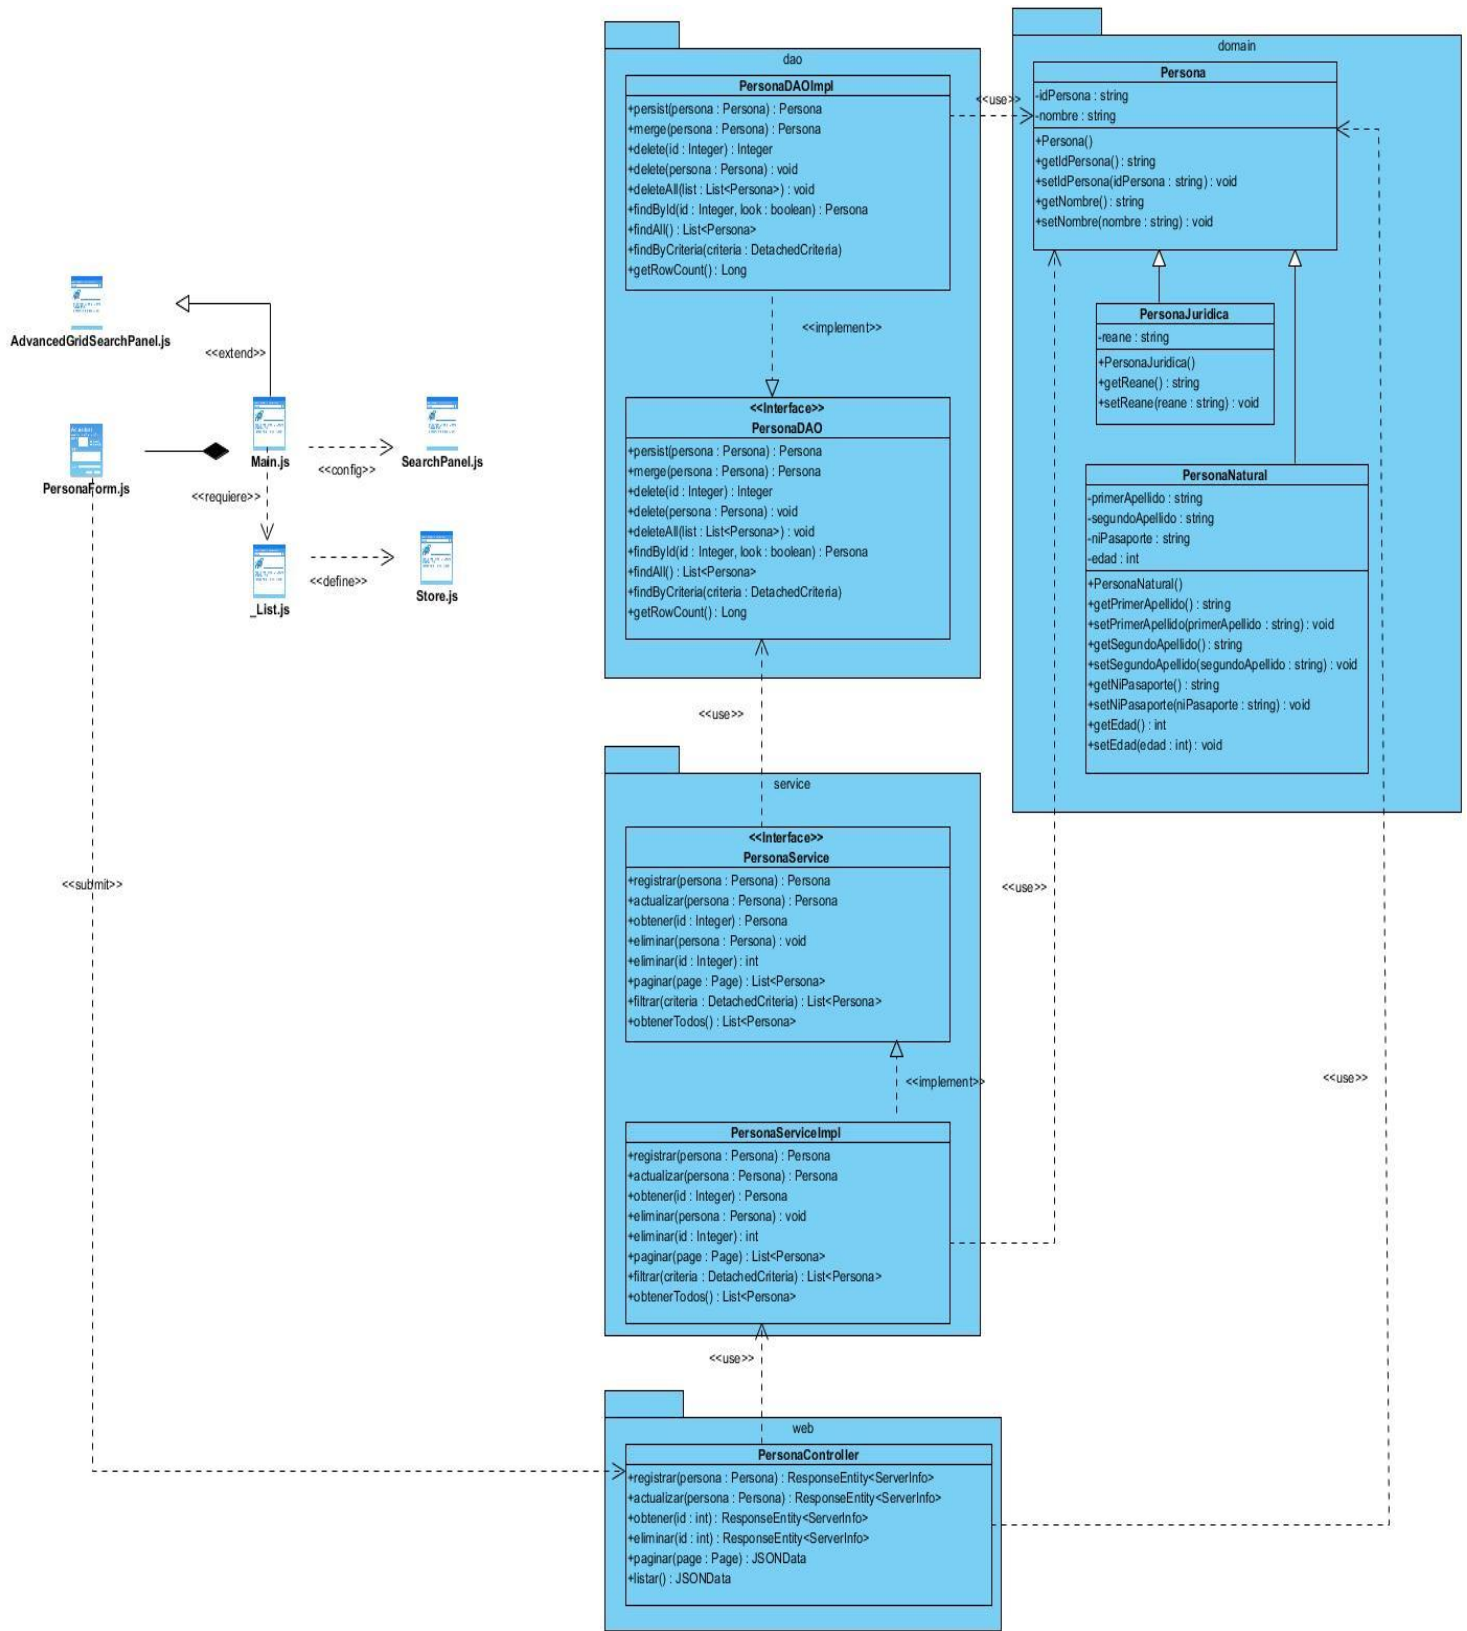 AdvancedGridSearchPanel.js
<<extend>>
Main.js
<<config>>
SearchPanel.js
PersonaForm.js
<<requiere>>
_List.js
<<define>>
Store.js
<<submit>>
dao
PersonaDAOImpl
+persist(persona : Persona) : Persona
+merge(persona : Persona) : Persona
+delete(id : Integer) : Integer
+delete(persona : Persona) : void
+deleteAll(list : List<Persona>) : void
+findById(id : Integer, look : boolean) : Persona
+findAll() : List<Persona>
+findByCriteria(criteria : DetachedCriteria)
+getRowCount() : Long
<<implement>>
<<Interface>>
PersonaDAO
+persist(persona : Persona) : Persona
+merge(persona : Persona) : Persona
+delete(id : Integer) : Integer
+delete(persona : Persona) : void
+deleteAll(list : List<Persona>) : void
+findById(id : Integer, look : boolean) : Persona
+findAll() : List<Persona>
+findByCriteria(criteria : DetachedCriteria)
+getRowCount() : Long
<<use>>
<<use>>
domain
Persona
-idPersona : string
-nombre : string
+Persona()
+getIdPersona() : string
+setIdPersona(idPersona : string) : void
+getNombre() : string
+setNombre(nombre : string) : void
PersonaJuridica
-reane : string
+PersonaJuridica()
+getReane() : string
+setReane(reane : string) : void
PersonaNatural
-primerApellido : string
-segundoApellido : string
-niPasaporte : string
-edad : int
+PersonaNatural()
+getPrimerApellido() : string
+setPrimerApellido(primerApellido : string) : void
+getSegundoApellido() : string
+setSegundoApellido(segundoApellido : string) : void
+getNiPasaporte() : string
+setNiPasaporte(niPasaporte : string) : void
+getEdad() : int
+setEdad(edad : int) : void
service
<<Interface>>
PersonaService
+registrar(persona : Persona) : Persona
+actualizar(persona : Persona) : Persona
+obtener(id : Integer) : Persona
+eliminar(persona : Persona) : void
+eliminar(id : Integer) : int
+paginar(page : Page) : List<Persona>
+filtrar(criteria : DetachedCriteria) : List<Persona>
+obtenerTodos() : List<Persona>
<<implement>>
<<use>>
<<use>>
PersonaServiceImpl
+registrar(persona : Persona) : Persona
+actualizar(persona : Persona) : Persona
+obtener(id : Integer) : Persona
+eliminar(persona : Persona) : void
+eliminar(id : Integer) : int
+paginar(page : Page) : List<Persona>
+filtrar(criteria : DetachedCriteria) : List<Persona>
+obtenerTodos() : List<Persona>
<<use>>
web
PersonaController
+registrar(persona : Persona) : ResponseEntity<ServerInfo>
+actualizar(persona : Persona) : ResponseEntity<ServerInfo>
+obtener(id : int) : ResponseEntity<ServerInfo>
+eliminar(id : int) : ResponseEntity<ServerInfo>
+paginar(page : Page) : JSONData
+listar() : JSONData